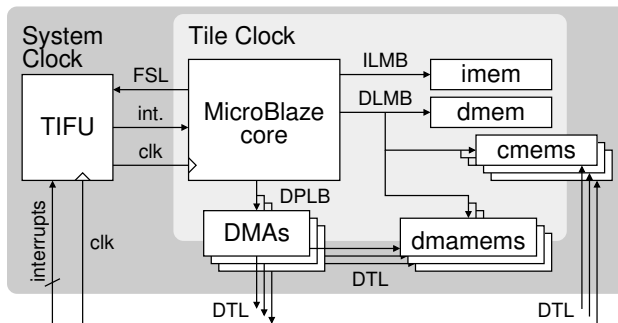 System
Clock
Tile Clock
FSL
ILMB
imem
TIFU
int.
MicroBlaze
core
DLMB
dmem
clk
cmems
DPLB
interrupts
clk
DMAs
dmamems
DTL
DTL
DTL